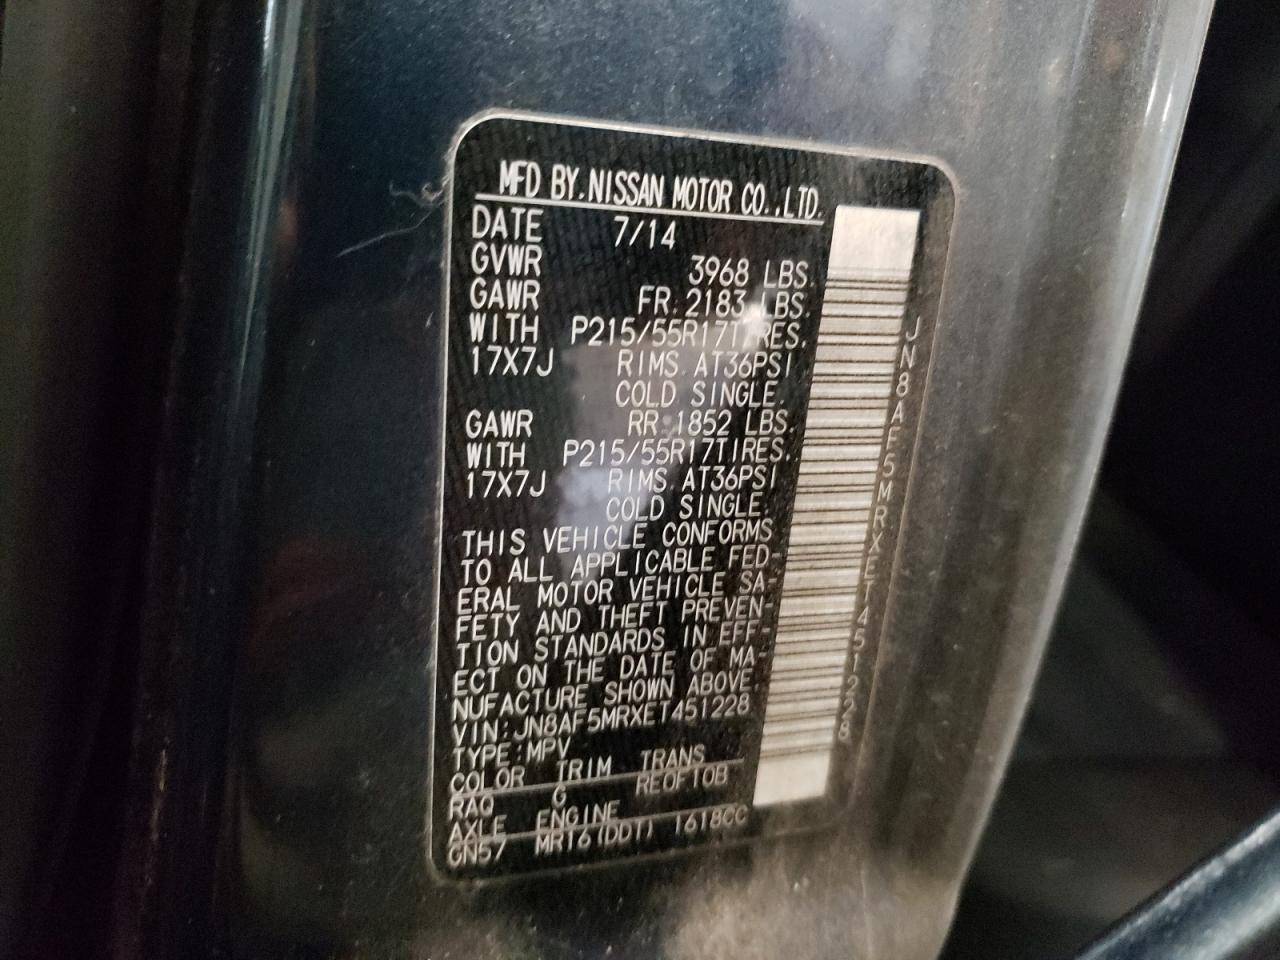 MFD BY.NISSAN MOTOR CO.,LTD.
DATE 7/14
GVWR 3968 LBS.
GAWR FR.2183 LBS.
WITH P215/55R17TIRES.
17X7J RIMS.AT36PSI
COLD SINGLE.
GAWR RR.1852 LBS.
WITH P215/55R17TIRES.
17X7J RIMS.AT36PSI
COLD SINGLE.
THIS VEHICLE CONFORMS
TO ALL APPLICABLE FED-
ERAL MOTOR VEHICLE SA-
FETY AND THEFT PREVEN-
TION STANDARDS IN EFF-
ECT ON THE DATE OF MA-
NUFACTURE SHOWN ABOVE.
VIN:JN8AF5MRXET451228
TYPE:MPV
COLOR TRIM TRANS
RAQ G RE0F10B
AXLE ENGINE
GN57 MR16(DDT) 1618CC
JN8AF5MRXET451228